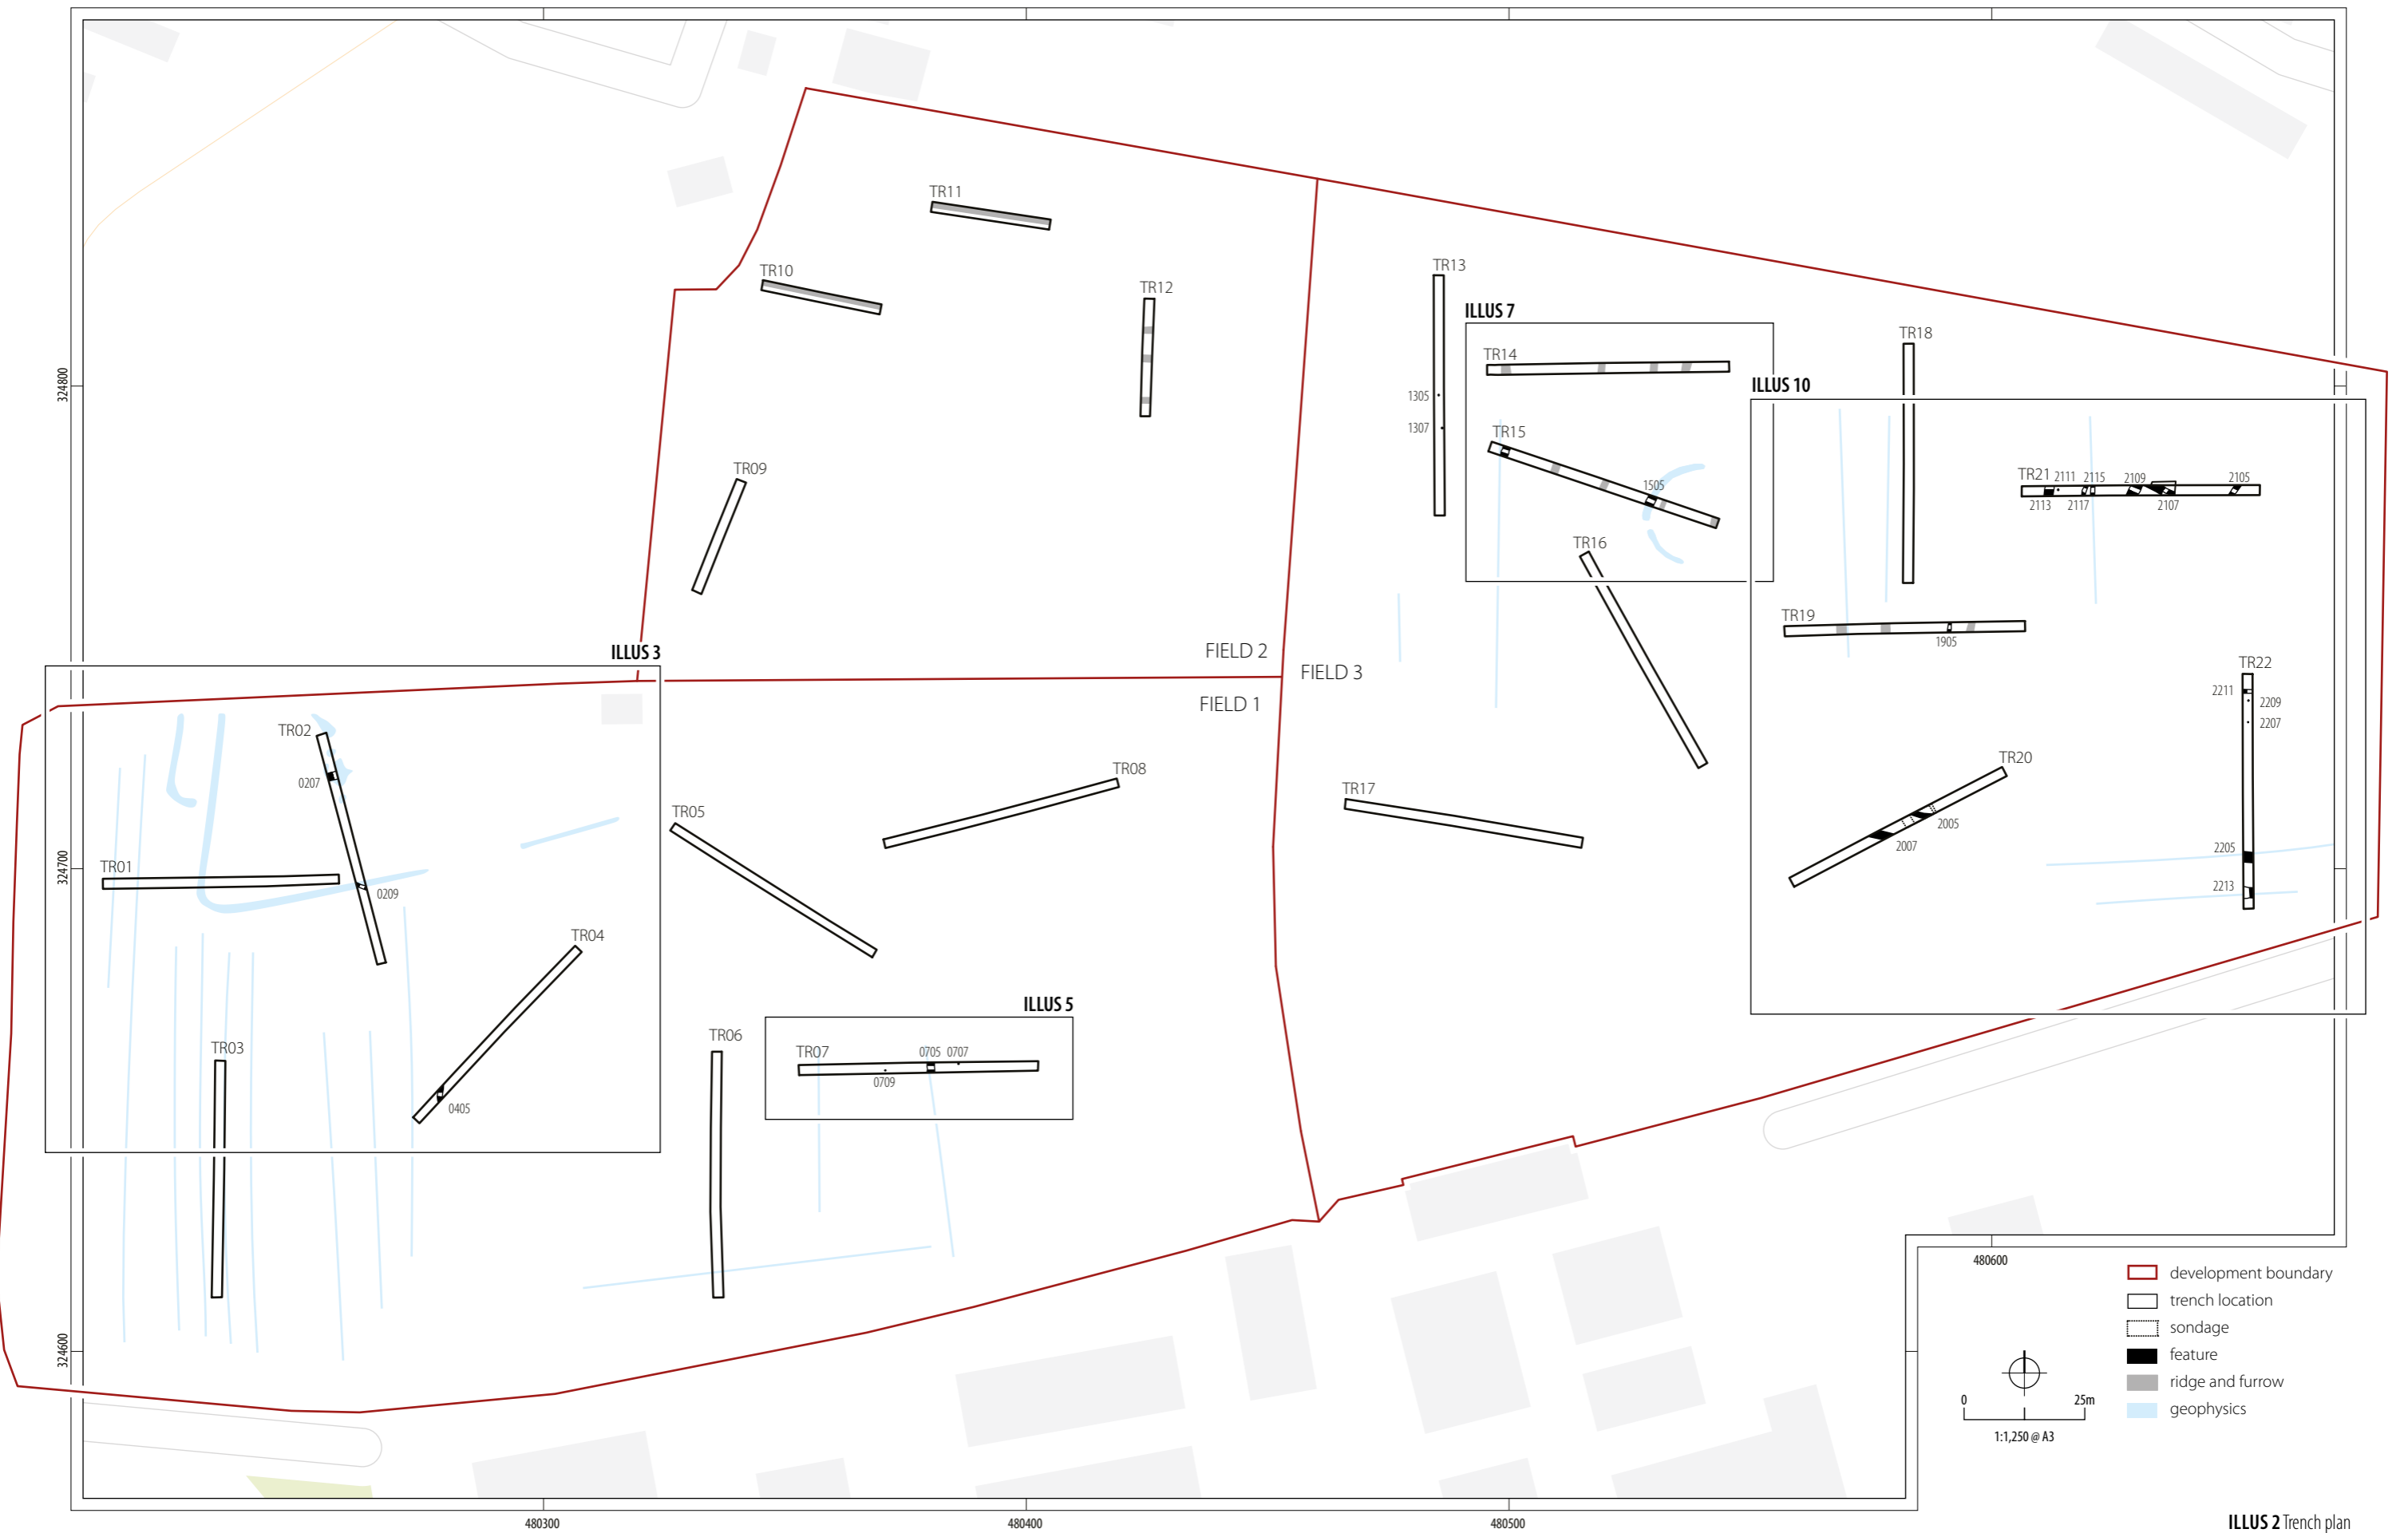 TR11
TR10
TR12
TR13
ILLUS 7
TR18
TR14
ILLUS 10
324800
1305
1307
TR15
TR09
1505
TR21 2111 2115 2109 2105
2113 2117 2107
TR16
TR19
1905
FIELD 2
ILLUS 3
FIELD 3
TR22
FIELD 1
2211
2209
2207
TR02
0207
TR08
TR20
TR17
TR05
2005
2007
2205
324700
TR01
0209
2213
TR04
ILLUS 5
TR06
TR03
TR07 0705 0707
0709
0405
480600
development boundary
trench location
sondage
feature
ridge and furrow
geophysics
324600
0 25m
1:1,250 @ A3
480300 480400 480500
ILLUS 2 Trench plan